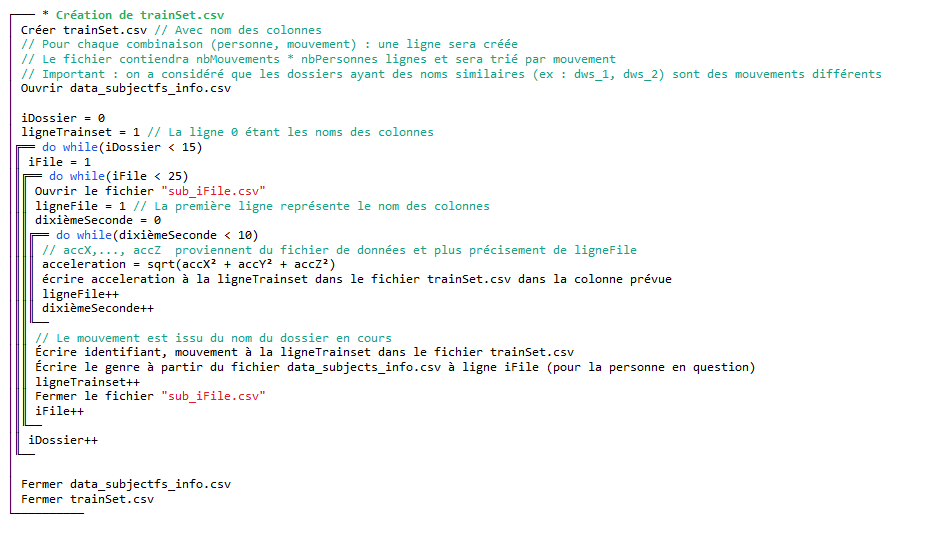 * Création de trainSet.csv
Créer trainSet.csv // Avec nom des colonnes
// Pour chaque combinaison (personne, mouvement) : une ligne sera créée
// Le fichier contiendra nbMouvements * nbPersonnes lignes et sera trié par mouvement
// Important : on a considéré que les dossiers ayant des noms similaires (ex : dws_1, dws_2) sont des mouvements différents
Ouvrir data_subjectfs_info.csv
iDossier = 0
ligneTrainset = 1 // La ligne 0 étant les noms des colonnes
do while(iDossier < 15)
iFile = 1
do while(iFile < 25)
Ouvrir le fichier "sub_iFile.csv"
ligneFile = 1 // La première ligne représente le nom des colonnes
dixièmeSeconde = 0
do while(dixièmeSeconde < 10)
// accX,..., accZ  proviennent du fichier de données et plus précisement de ligneFile
acceleration = sqrt(accX² + accY² + accZ²)
écrire acceleration à la ligneTrainset dans le fichier trainSet.csv dans la colonne prévue
ligneFile++
dixièmeSeconde++
// Le mouvement est issu du nom du dossier en cours
Écrire identifiant, mouvement à la ligneTrainset dans le fichier trainSet.csv
Écrire le genre à partir du fichier data_subjects_info.csv à ligne iFile (pour la personne en question)
ligneTrainset++
Fermer le fichier "sub_iFile.csv"
iFile++
iDossier++
Fermer data_subjectfs_info.csv
Fermer trainSet.csv